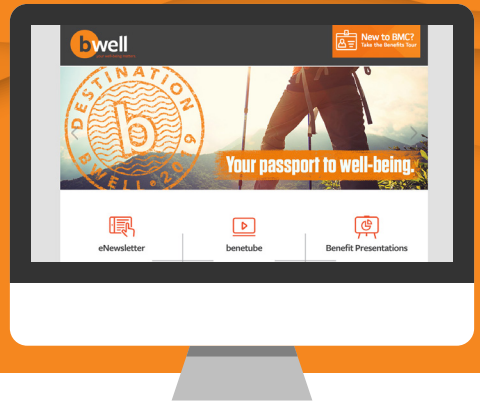 bwell
New to BMC?
Take the Benefits Tour
DESTINATION
b
BWELL • 2019
Your passport to well-being.
eNewsletter
benetube
Benefit Presentations